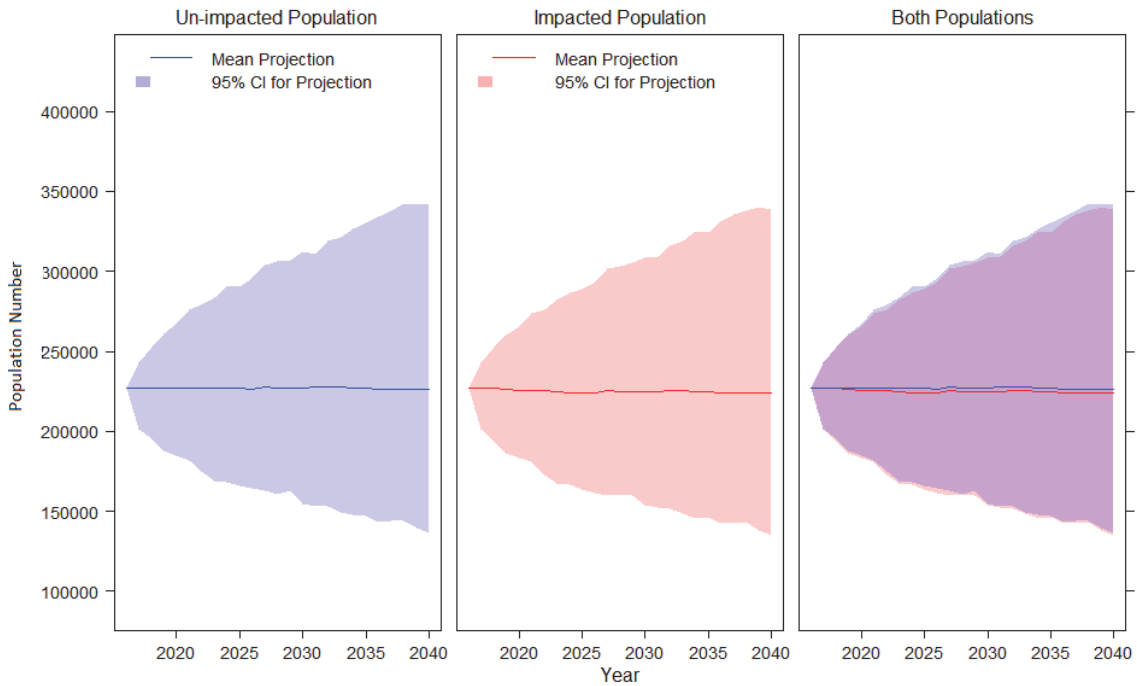 Un-impacted Population
Impacted Population
Both Populations
Mean Projection
95% CI for Projection
Mean Projection
95% CI for Projection
Population Number
400000
350000
300000
250000
200000
150000
100000
2020
2025
2030
2035
2040
2020
2025
2030
2035
2040
2020
2025
2030
2035
2040
Year